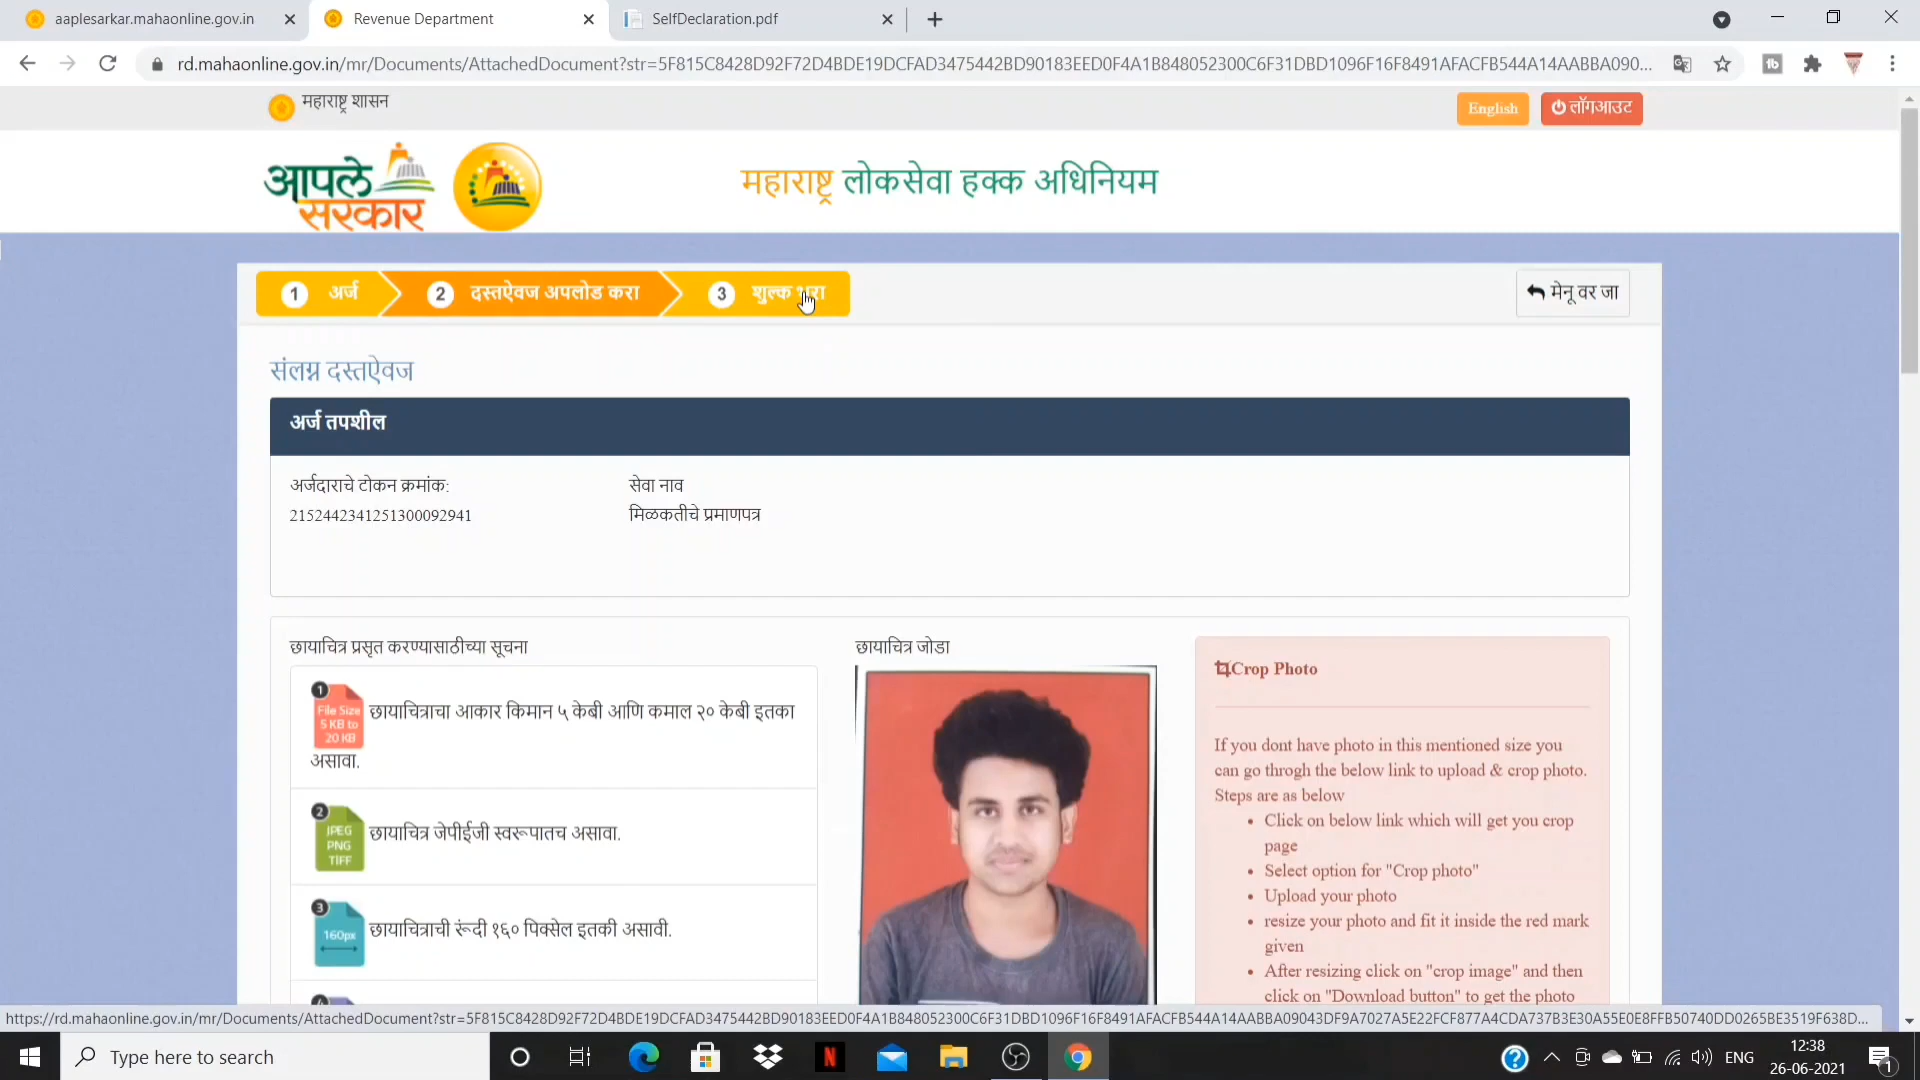 aaplesarkar.mahaonline.gov.in
Revenue Department
SelfDeclaration.pdf
rd.mahaonline.gov.in/mr/Documents/AttachedDocument?str=5F815C8428D92F72D4BDE19DCFAD3475442BD90183EED0F4A1B848052300C6F31DBD1096F16F8491AFACFB544A14AABBA090...
महाराष्ट्र शासन
English
लॉगआउट
आपले
सरकार
महाराष्ट्र लोकसेवा हक्क अधिनियम
1 अर्ज
2 दस्तऐवज अपलोड करा
3 शुल्क भरा
मेनू वर जा
संलग्न दस्तऐवज
अर्ज तपशील
अर्जदाराचे टोकन क्रमांक:
2152442341251300092941
सेवा नाव
मिळकतीचे प्रमाणपत्र
छायाचित्र प्रसृत करण्यासाठीच्या सूचना
1 File Size 5 KB to 20 KB
छायाचित्राचा आकार किमान ५ केबी आणि कमाल २० केबी इतका
असावा.
2 JPEG PNG TIFF
छायाचित्र जेपीईजी स्वरूपातच असावा.
3 160px
छायाचित्राची रूंदी १६० पिक्सेल इतकी असावी.
4
छायाचित्र जोडा
Crop Photo
If you dont have photo in this mentioned size you
can go throgh the below link to upload & crop photo.
Steps are as below
• Click on below link which will get you crop
page
• Select option for "Crop photo"
• Upload your photo
• resize your photo and fit it inside the red mark
given
• After resizing click on "crop image" and then
click on "Download button" to get the photo
https://rd.mahaonline.gov.in/mr/Documents/AttachedDocument?str=5F815C8428D92F72D4BDE19DCFAD3475442BD90183EED0F4A1B848052300C6F31DBD1096F16F8491AFACFB544A14AABBA09043DF9A7027A5E22FCF877A4CDA737B3E30A55E0E8FFB50740DD0265BE3519F638D...
Type here to search
ENG
12:38
26-06-2021
1